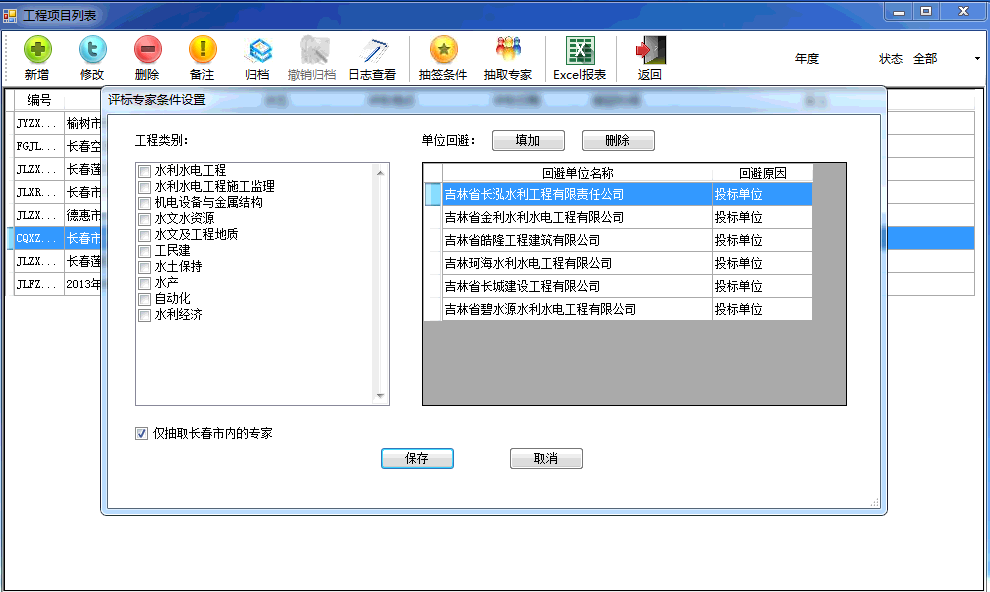 工程项目列表
新增 修改 删除 备注 归档 撤销归档 日志查看 抽签条件 抽取专家 Excel报表 返回 年度 状态 全部
编号
评标专家条件设置
JYZX... 榆树市
FGJL... 长春空
JLZX... 长春莲
JLXR... 长春市
JLZX... 德惠市
CQXZ... 长春市
JLZX... 长春莲
JLFZ... 2013年
工程类别：
水利水电工程
水利水电工程施工监理
机电设备与金属结构
水文水资源
水文及工程地质
工民建
水土保持
水产
自动化
水利经济
单位回避： 填加 删除
回避单位名称 回避原因
吉林省长泓水利工程有限责任公司 投标单位
吉林省金利水利水电工程有限公司 投标单位
吉林省皓隆工程建筑有限公司 投标单位
吉林珂海水利水电工程有限公司 投标单位
吉林省长城建设工程有限公司 投标单位
吉林省碧水源水利水电工程有限公司 投标单位
仅抽取长春市内的专家
保存 取消